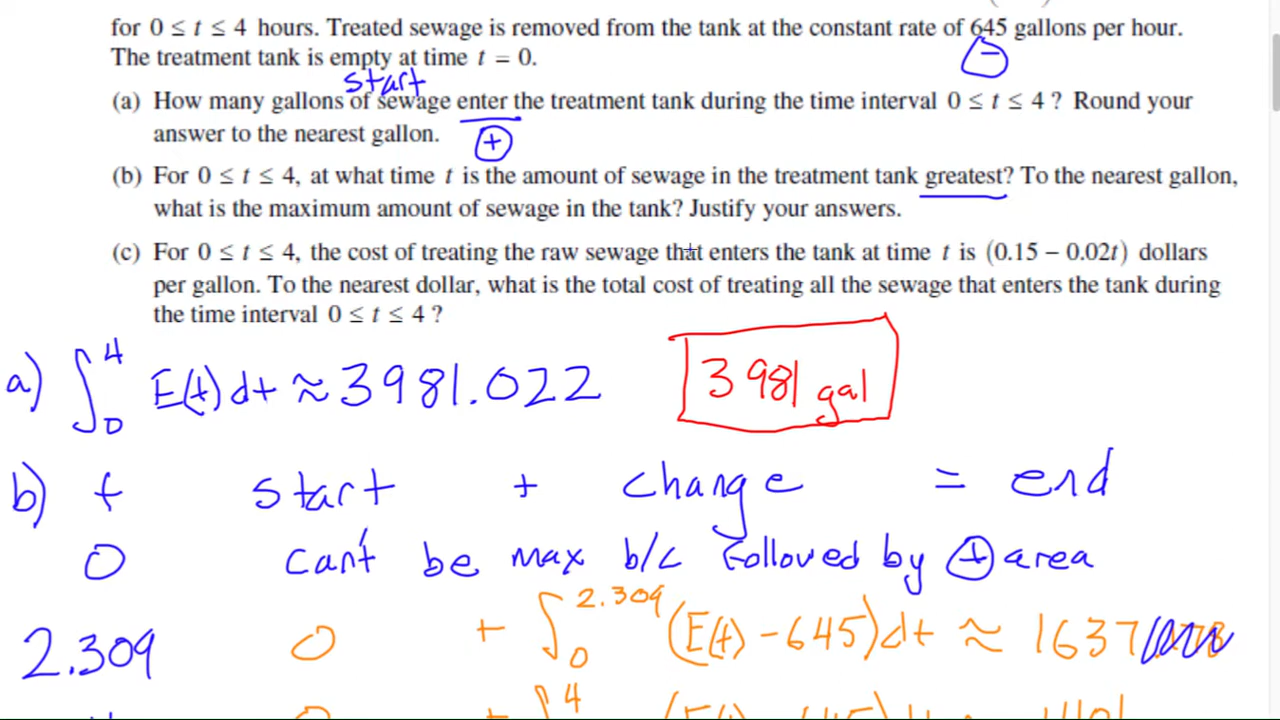 for 0 ≤ t ≤ 4 hours. Treated sewage is removed from the tank at the constant rate of 645 gallons per hour.
The treatment tank is empty at time t = 0.
−
start
(a) How many gallons of sewage enter the treatment tank during the time interval 0 ≤ t ≤ 4 ? Round your
answer to the nearest gallon.
+
(b) For 0 ≤ t ≤ 4, at what time t is the amount of sewage in the treatment tank greatest? To the nearest gallon,
what is the maximum amount of sewage in the tank? Justify your answers.
(c) For 0 ≤ t ≤ 4, the cost of treating the raw sewage that enters the tank at time t is (0.15 − 0.02t) dollars
per gallon. To the nearest dollar, what is the total cost of treating all the sewage that enters the tank during
the time interval 0 ≤ t ≤ 4 ?
a) ∫₀⁴ E(t) dt ≈ 3981.022 3981 gal
b) t start + change = end
0 can't be max b/c followed by + area
2.309 0 + ∫₀^2.309 (E(t) − 645) dt ≈ 1637